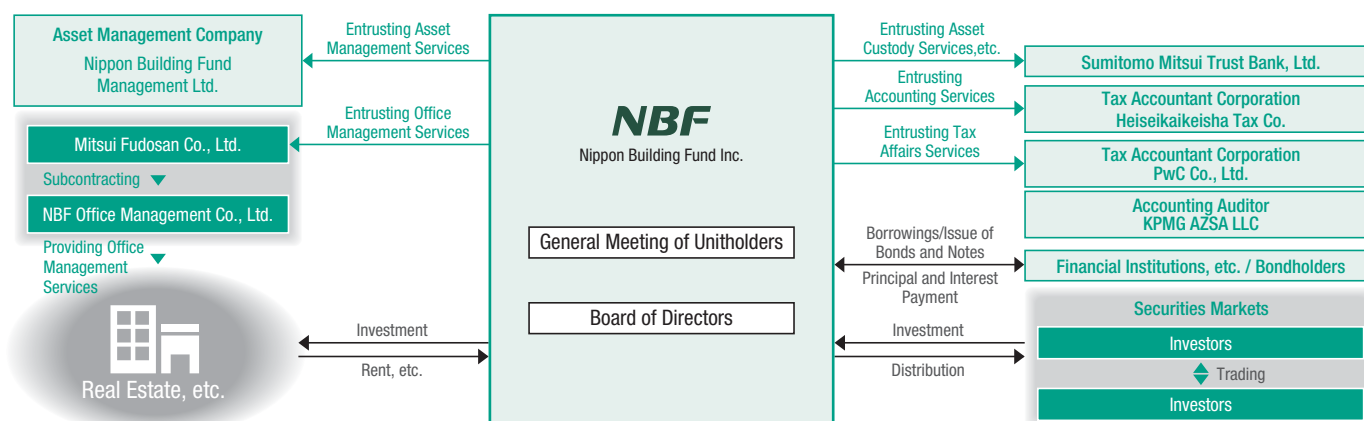 Asset Management Company
Nippon Building Fund
Management Ltd.
Entrusting Asset
Management Services
Entrusting Office
Management Services
Mitsui Fudosan Co., Ltd.
Subcontracting
NBF Office Management Co., Ltd.
Providing Office
Management
Services
Real Estate, etc.
Investment
Rent, etc.
NBF
Nippon Building Fund Inc.
General Meeting of Unitholders
Board of Directors
Entrusting Asset
Custody Services,etc.
Entrusting
Accounting Services
Entrusting Tax
Affairs Services
Borrowings/Issue of
Bonds and Notes
Principal and Interest
Payment
Investment
Distribution
Sumitomo Mitsui Trust Bank, Ltd.
Tax Accountant Corporation
Heiseikaikeisha Tax Co.
Tax Accountant Corporation
PwC Co., Ltd.
Accounting Auditor
KPMG AZSA LLC
Financial Institutions, etc. / Bondholders
Securities Markets
Investors
Trading
Investors